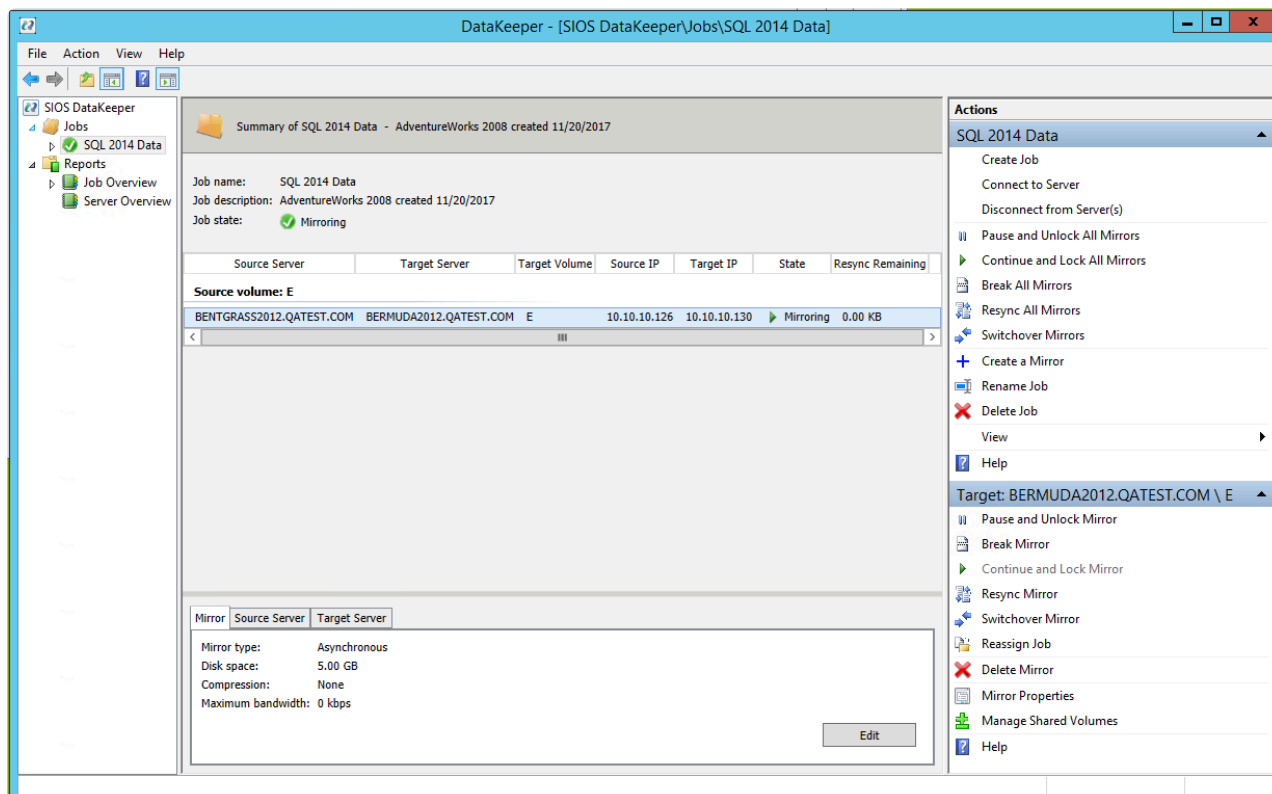 DataKeeper - [SIOS DataKeeper\Jobs\SQL 2014 Data]
File Action View Help
SIOS DataKeeper
Jobs
SQL 2014 Data
Reports
Job Overview
Server Overview
Summary of SQL 2014 Data - AdventureWorks 2008 created 11/20/2017
Job name: SQL 2014 Data
Job description: AdventureWorks 2008 created 11/20/2017
Job state: Mirroring
Source Server Target Server Target Volume Source IP Target IP State Resync Remaining
Source volume: E
BENTGRASS2012.QATEST.COM BERMUDA2012.QATEST.COM E 10.10.10.126 10.10.10.130 Mirroring 0.00 KB
Mirror Source Server Target Server
Mirror type: Asynchronous
Disk space: 5.00 GB
Compression: None
Maximum bandwidth: 0 kbps
Edit
Actions
SQL 2014 Data
Create Job
Connect to Server
Disconnect from Server(s)
Pause and Unlock All Mirrors
Continue and Lock All Mirrors
Break All Mirrors
Resync All Mirrors
Switchover Mirrors
Create a Mirror
Rename Job
Delete Job
View
Help
Target: BERMUDA2012.QATEST.COM \ E
Pause and Unlock Mirror
Break Mirror
Continue and Lock Mirror
Resync Mirror
Switchover Mirror
Reassign Job
Delete Mirror
Mirror Properties
Manage Shared Volumes
Help